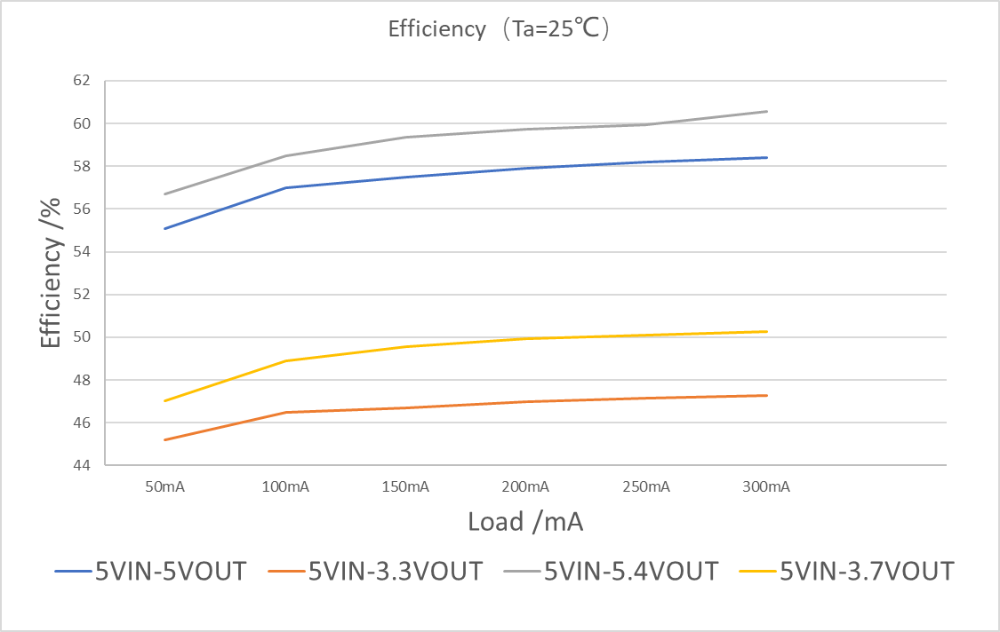 Efficiency（Ta=25℃）
62
60
58
56
54
52
50
48
46
44
Efficiency /%
50mA 100mA 150mA 200mA 250mA 300mA
Load /mA
5VIN-5VOUT 5VIN-3.3VOUT 5VIN-5.4VOUT 5VIN-3.7VOUT